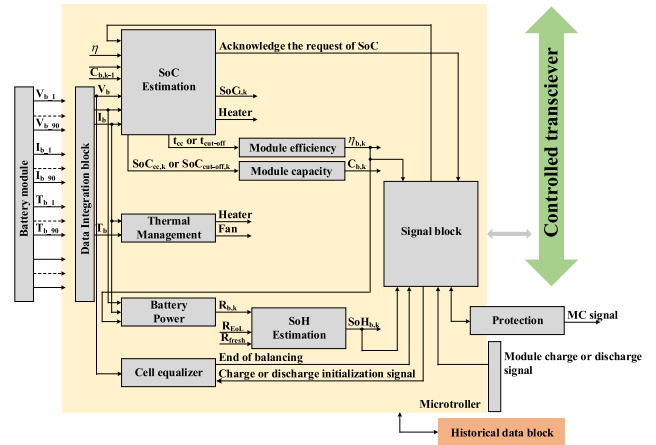 η
C_b,k-1
V_b
I_b
SoC
Estimation
Acknowledge the request of SoC
SoC_i,k
Heater
t_cc or t_cut-off
Module efficiency
η_b,k
SoC_cc,k or SoC_cut-off,k
Module capacity
C_b,k
Battery module
V_b_1
V_b_90
I_b_1
I_b_90
T_b_1
T_b_90
Data Integration block
T_b
Thermal
Management
Heater
Fan
Signal block
Controlled transciever
Battery
Power
R_b,k
R_EoL
R_fresh
SoH
Estimation
SoH_b,k
Protection
MC signal
Cell equalizer
End of balancing
Charge or discharge initialization signal
Module charge or discharge
signal
Microtroller
Historical data block